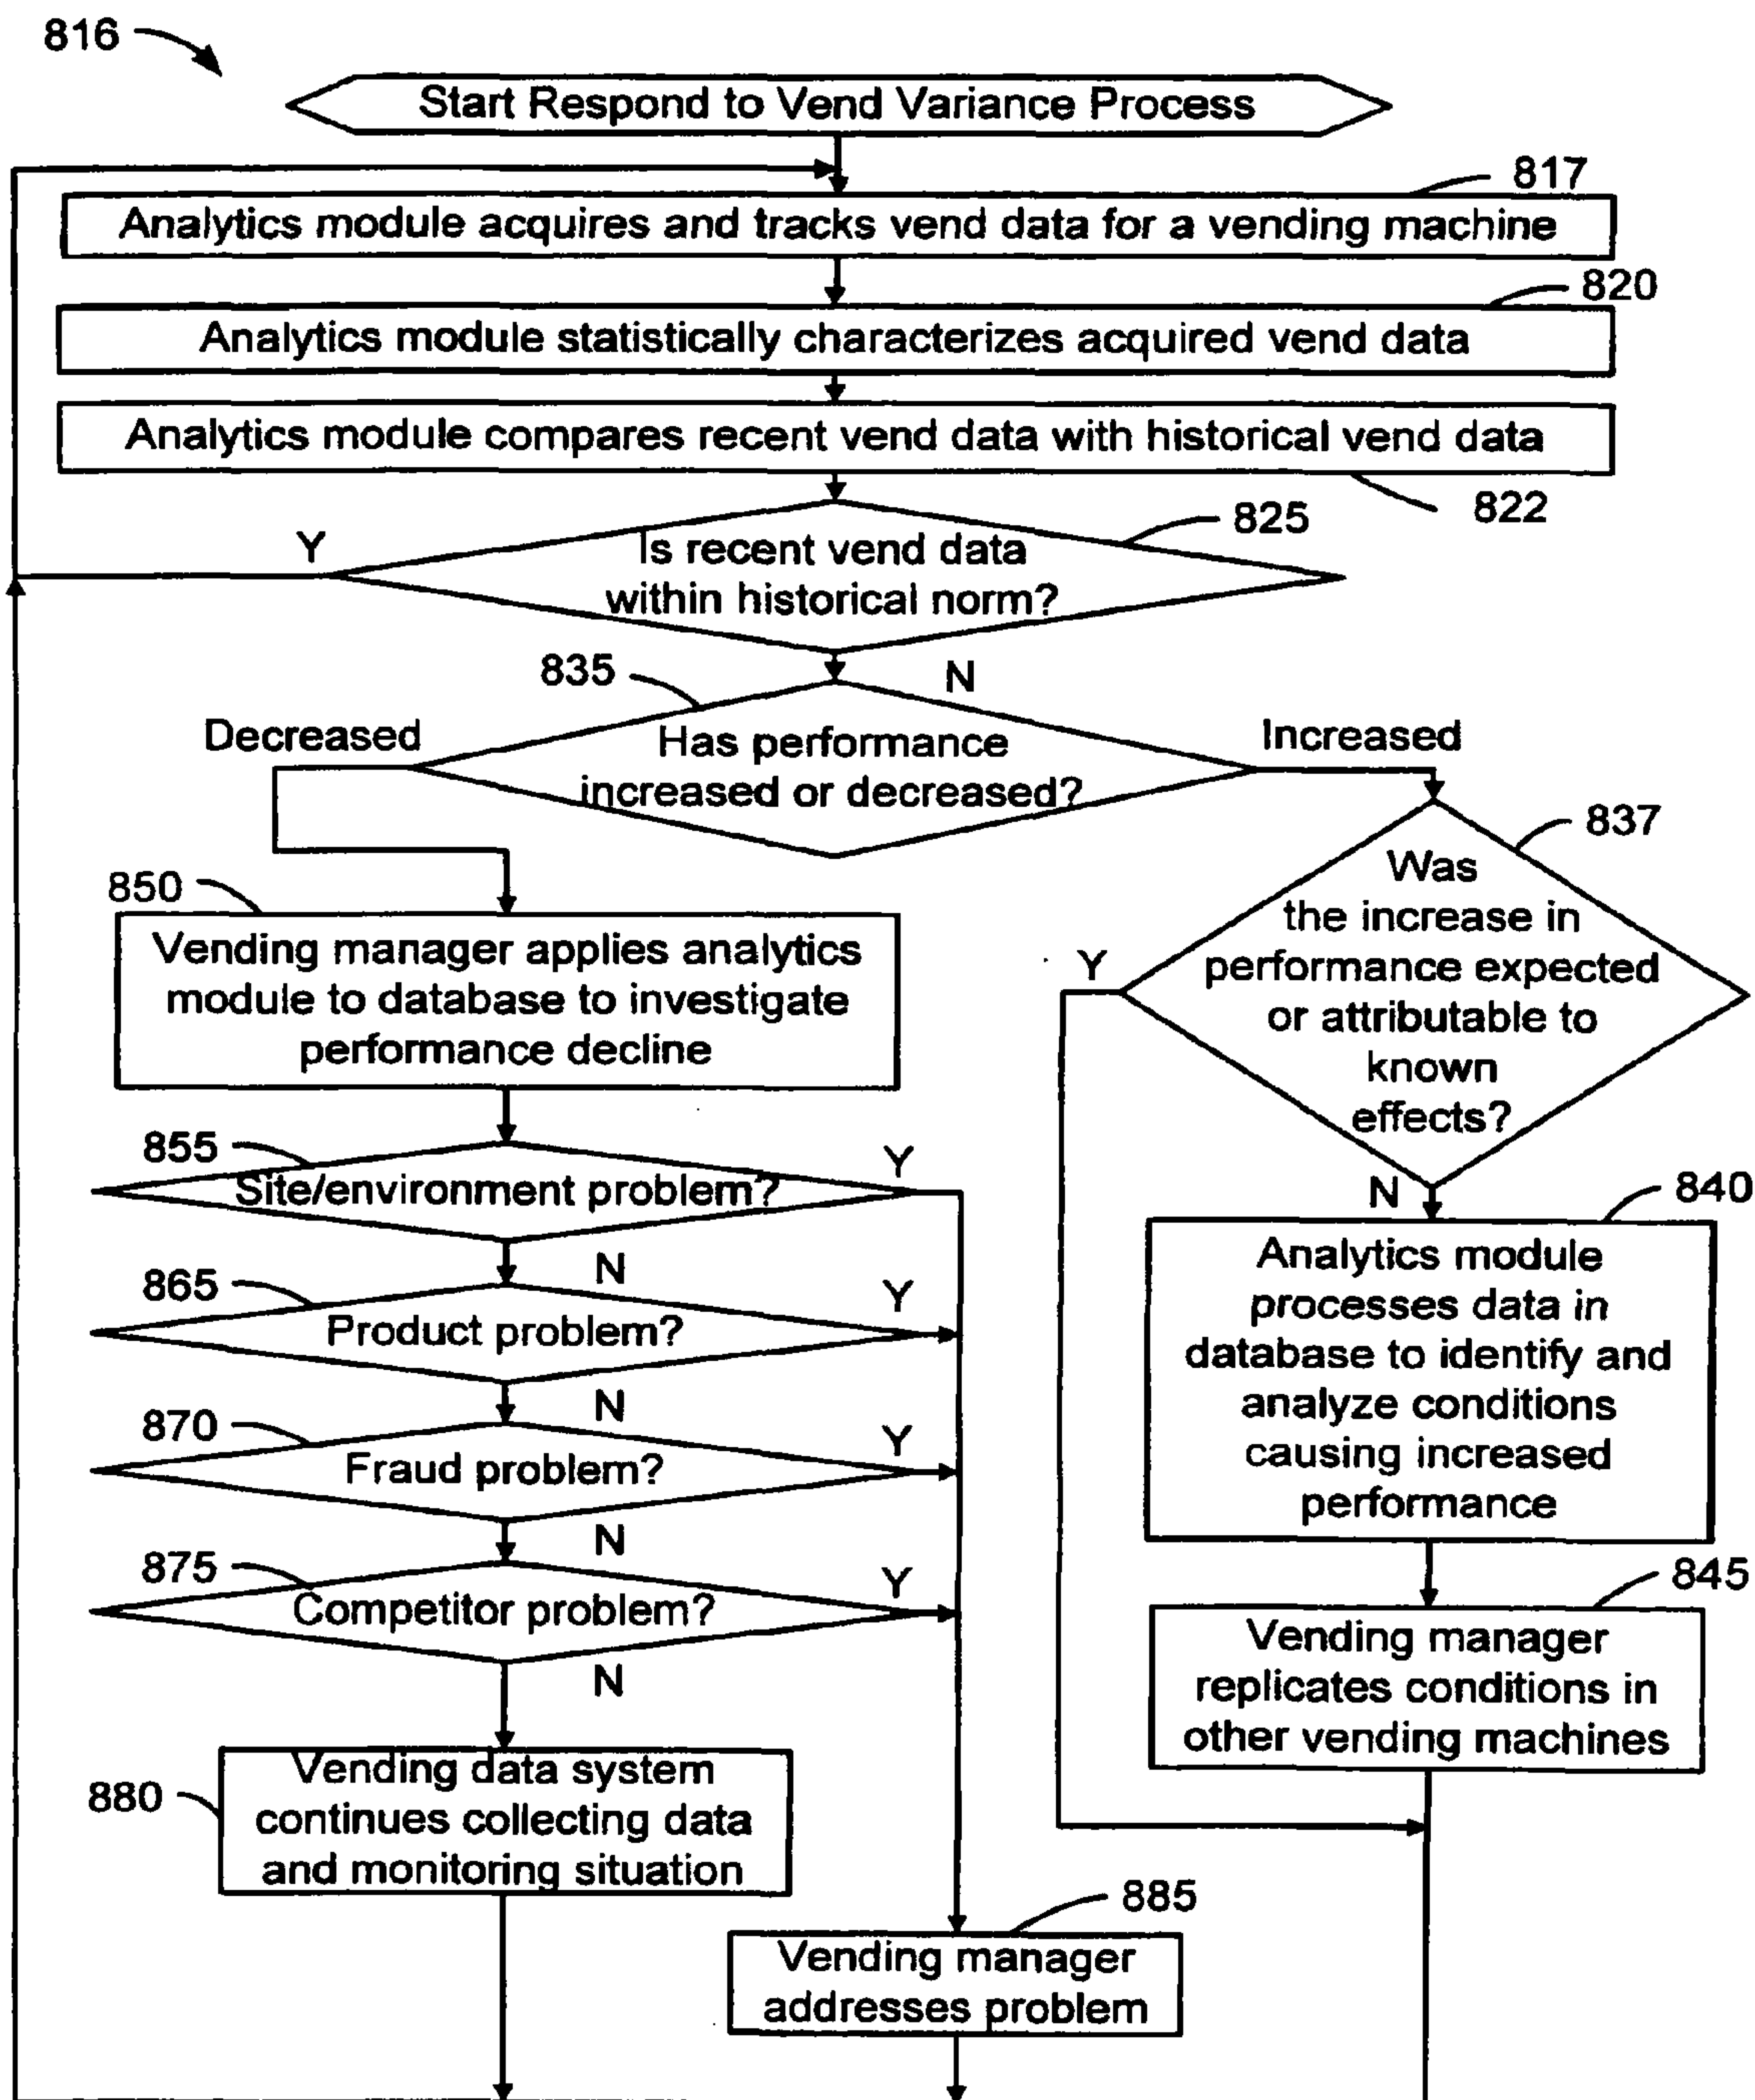 816
Start Respond to Vend Variance Process
817
Analytics module acquires and tracks vend data for a vending machine
820
Analytics module statistically characterizes acquired vend data
Analytics module compares recent vend data with historical vend data
822
825
Y
Is recent vend data
within historical norm?
N
835
Decreased
Has performance
increased or decreased?
Increased
837
Was
the increase in
performance expected
or attributable to
known
effects?
Y
N
850
Vending manager applies analytics
module to database to investigate
performance decline
855
Site/environment problem?
Y
N
865
Product problem?
Y
N
870
Fraud problem?
Y
N
875
Competitor problem?
Y
N
840
Analytics module
processes data in
database to identify and
analyze conditions
causing increased
performance
845
Vending manager
replicates conditions in
other vending machines
880
Vending data system
continues collecting data
and monitoring situation
885
Vending manager
addresses problem